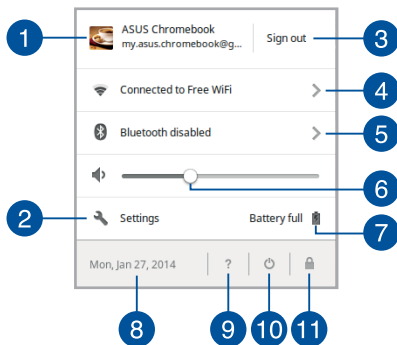 ASUS Chromebook
my.asus.chromebook@g...
Sign out
Connected to Free WiFi
Bluetooth disabled
Settings
Battery full
Mon, Jan 27, 2014
?
1
2
3
4
5
6
7
8
9
10
11